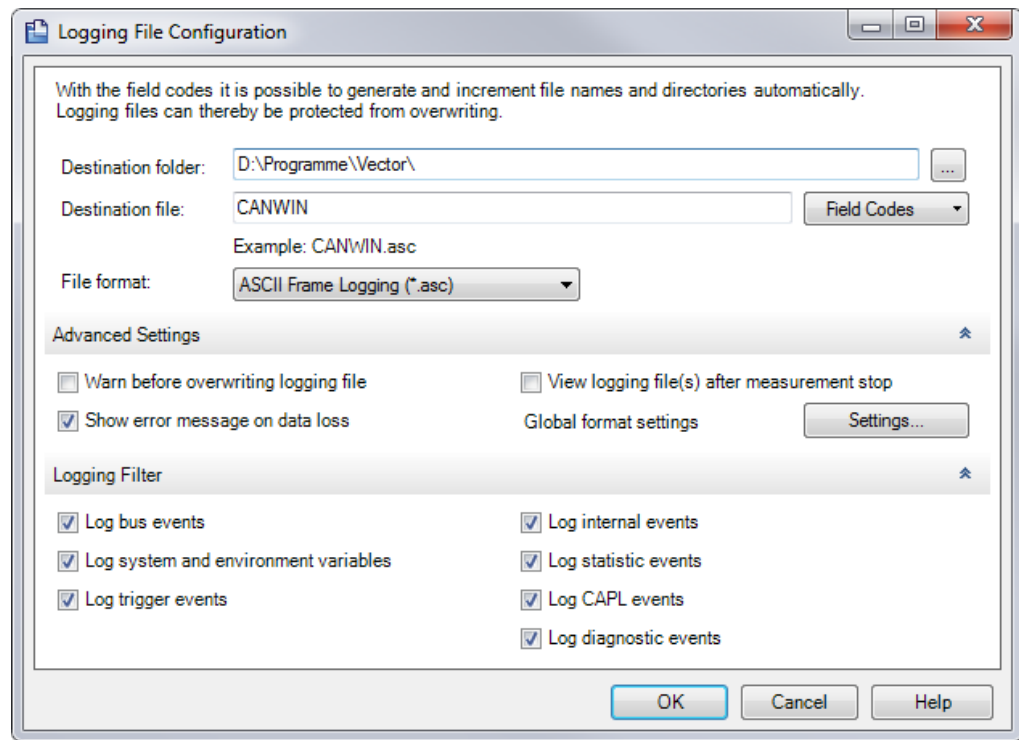 Logging File Configuration
With the field codes it is possible to generate and increment file names and directories automatically.
Logging files can thereby be protected from overwriting.
Destination folder: D:\Programme\Vector\ ...
Destination file: CANWIN Field Codes
Example: CANWIN.asc
File format: ASCII Frame Logging (*.asc)
Advanced Settings
Warn before overwriting logging file View logging file(s) after measurement stop
Show error message on data loss Global format settings Settings...
Logging Filter
Log bus events Log internal events
Log system and environment variables Log statistic events
Log trigger events Log CAPL events
Log diagnostic events
OK Cancel Help